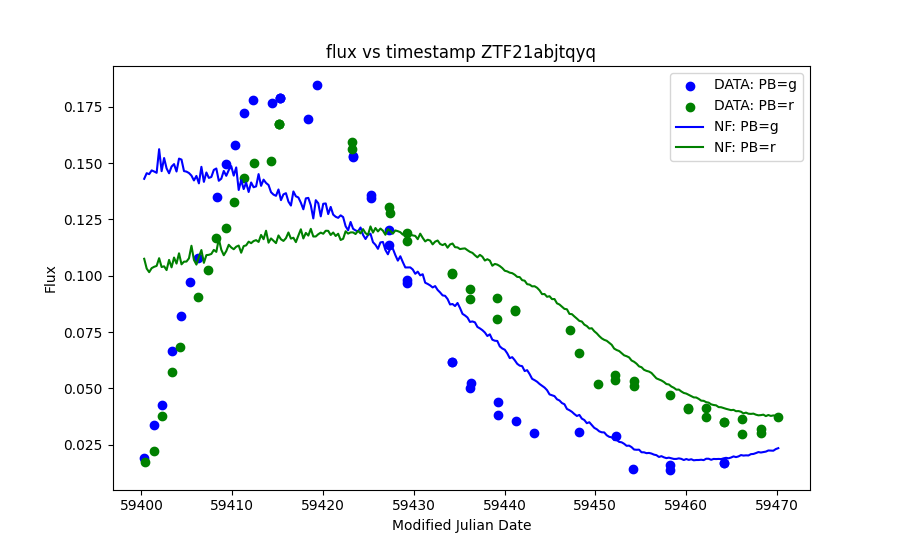 flux vs timestamp ZTF21abjtqyq
DATA: PB=g
DATA: PB=r
NF: PB=g
NF: PB=r
Flux
0.175
0.150
0.125
0.100
0.075
0.050
0.025
59400 59410 59420 59430 59440 59450 59460 59470
Modified Julian Date